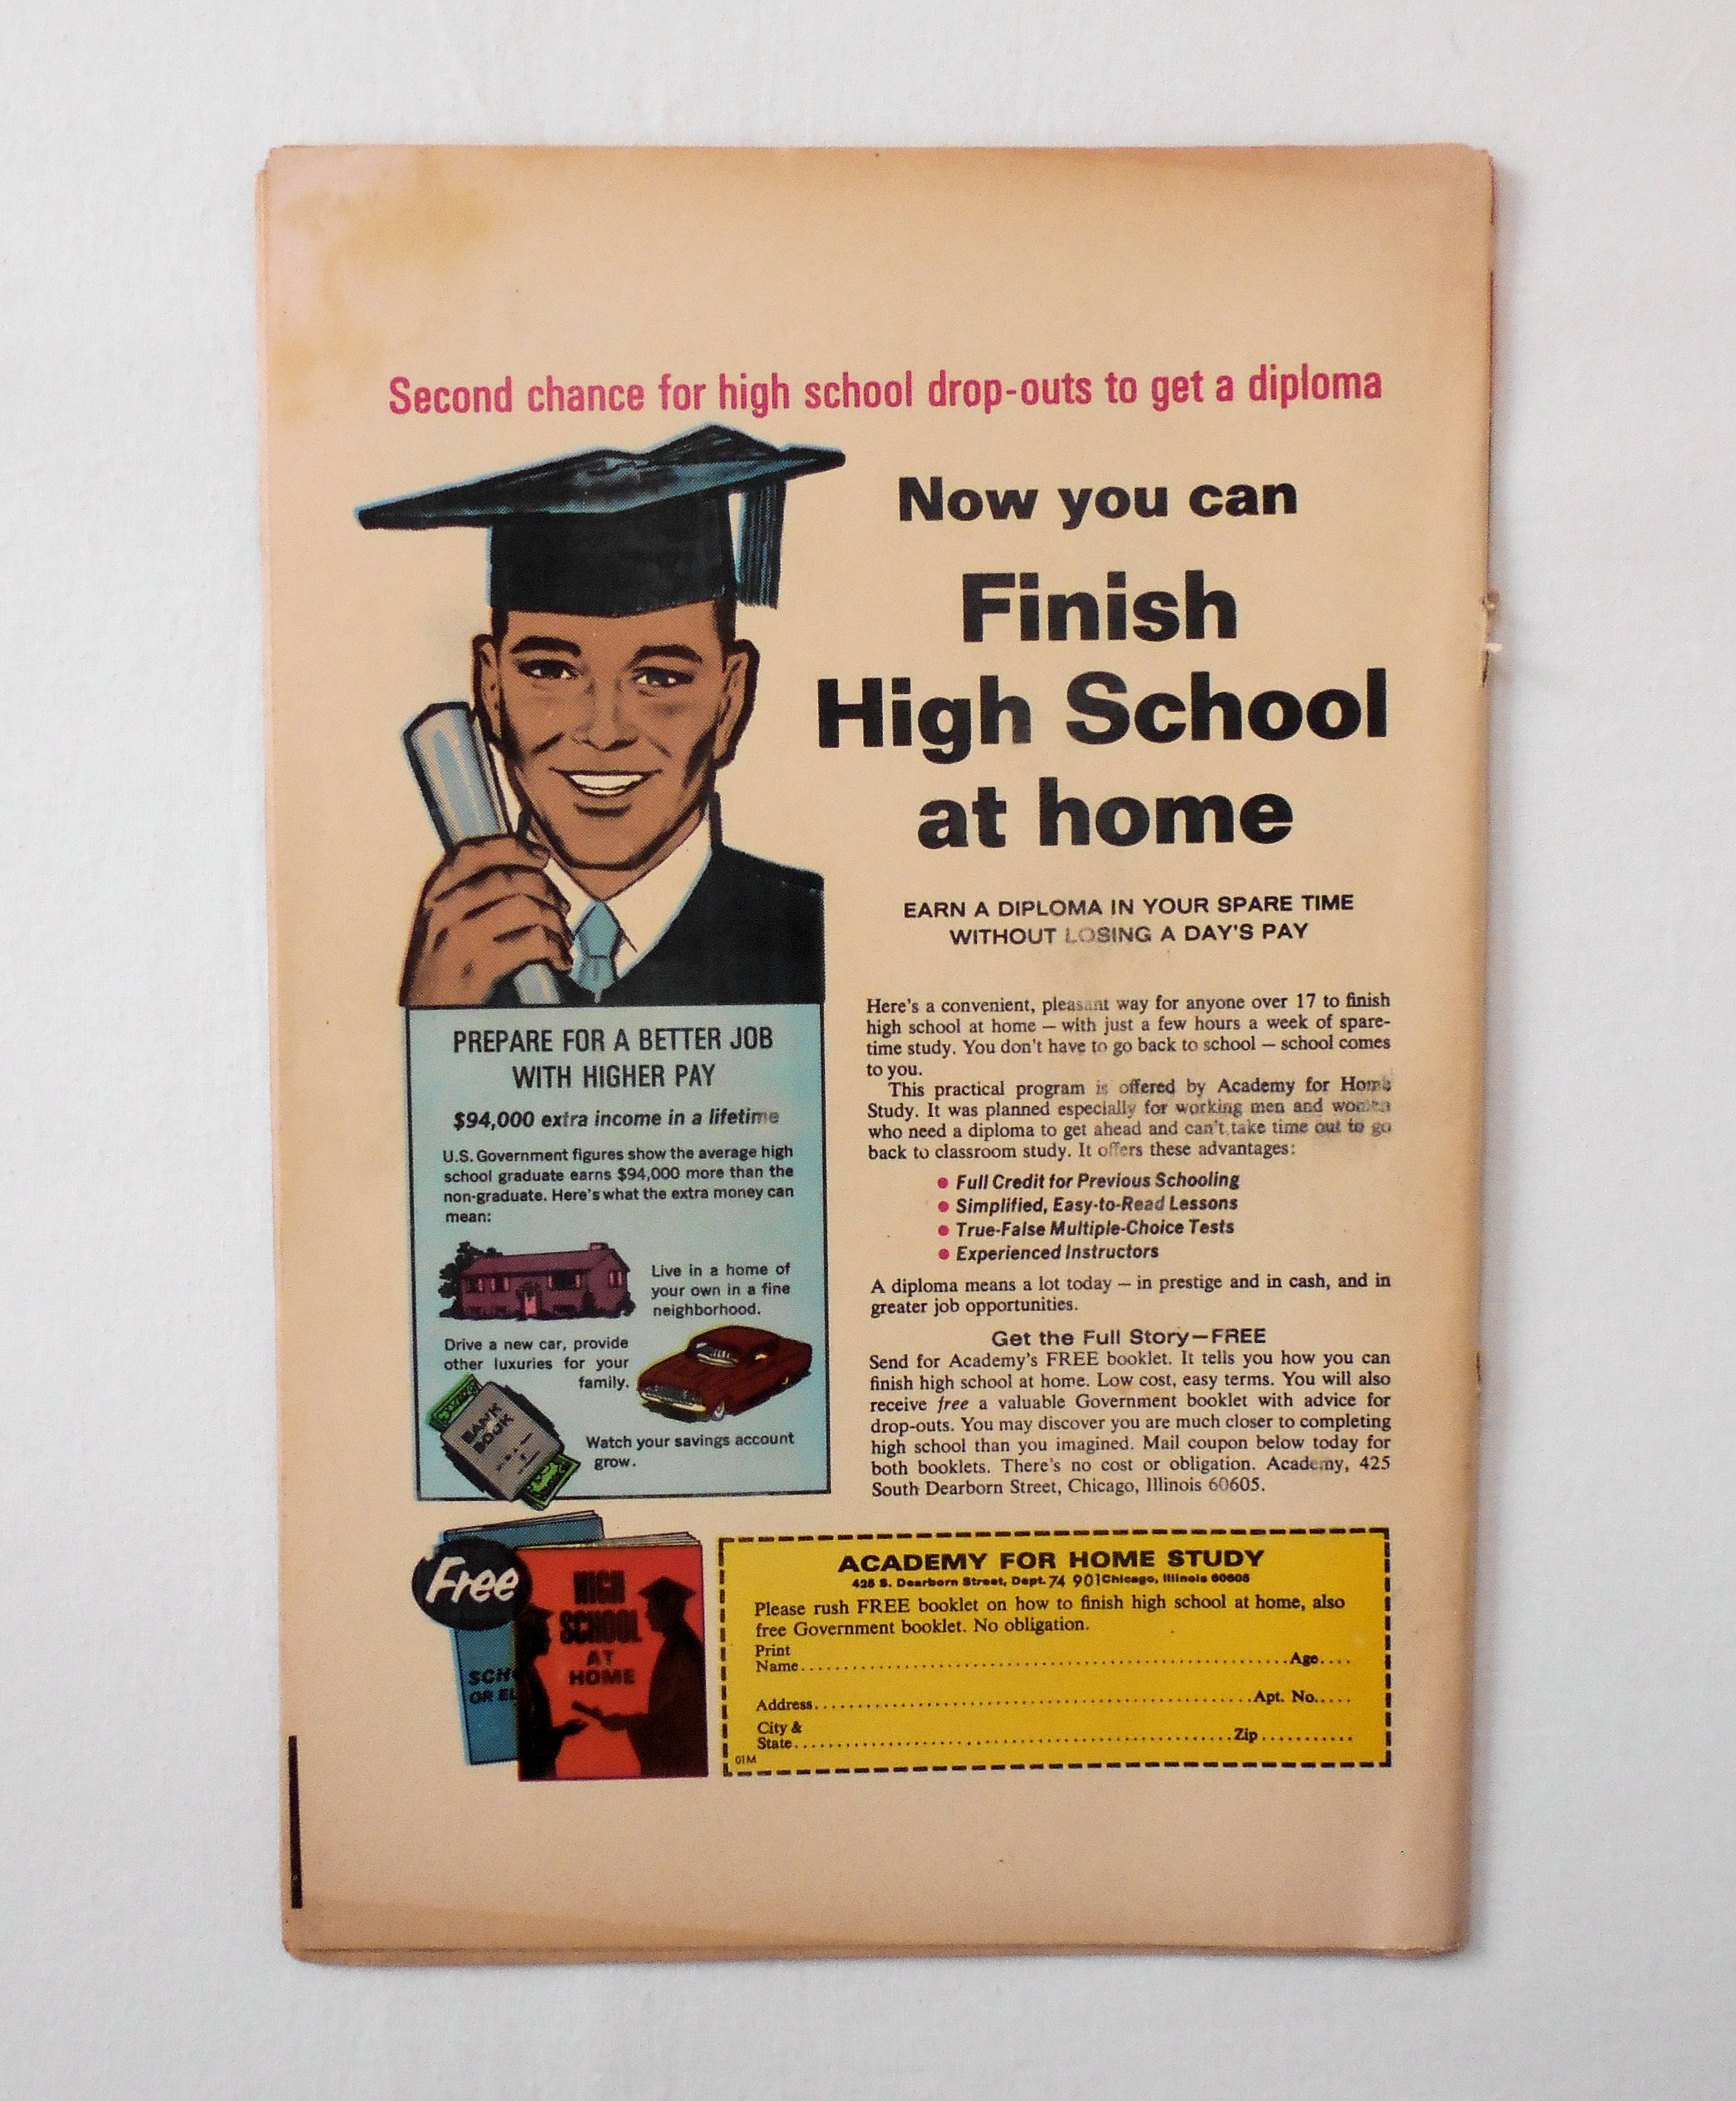 Second chance for high school drop-outs to get a diploma
Now you can
Finish
High School
at home
EARN A DIPLOMA IN YOUR SPARE TIME
WITHOUT LOSING A DAY'S PAY
Here's a convenient, pleasant way for anyone over 17 to finish
high school at home — with just a few hours a week of spare-
time study. You don't have to go back to school — school comes
to you.
This practical program is offered by Academy for Home
Study. It was planned especially for working men and women
who need a diploma to get ahead and can't take time out to go
back to classroom study. It offers these advantages:
• Full Credit for Previous Schooling
• Simplified, Easy-to-Read Lessons
• True-False Multiple-Choice Tests
• Experienced Instructors
A diploma means a lot today — in prestige and in cash, and in
greater job opportunities.
Get the Full Story—FREE
Send for Academy's FREE booklet. It tells you how you can
finish high school at home. Low cost, easy terms. You will also
receive free a valuable Government booklet with advice for
drop-outs. You may discover you are much closer to completing
high school than you imagined. Mail coupon below today for
both booklets. There's no cost or obligation. Academy, 425
South Dearborn Street, Chicago, Illinois 60605.
PREPARE FOR A BETTER JOB
WITH HIGHER PAY
$94,000 extra income in a lifetime
U.S. Government figures show the average high
school graduate earns $94,000 more than the
non-graduate. Here's what the extra money can
mean:
Live in a home of
your own in a fine
neighborhood.
Drive a new car, provide
other luxuries for your
family.
BANK
BOOK
Watch your savings account
grow.
Free
SCH
OR EL
HIGH
SCHOOL
AT
HOME
ACADEMY FOR HOME STUDY
425 S. Dearborn Street, Dept. 74 901 Chicago, Illinois 60605
Please rush FREE booklet on how to finish high school at home, also
free Government booklet. No obligation.
Print
Name Age
Address Apt. No.
City &
State Zip
01M